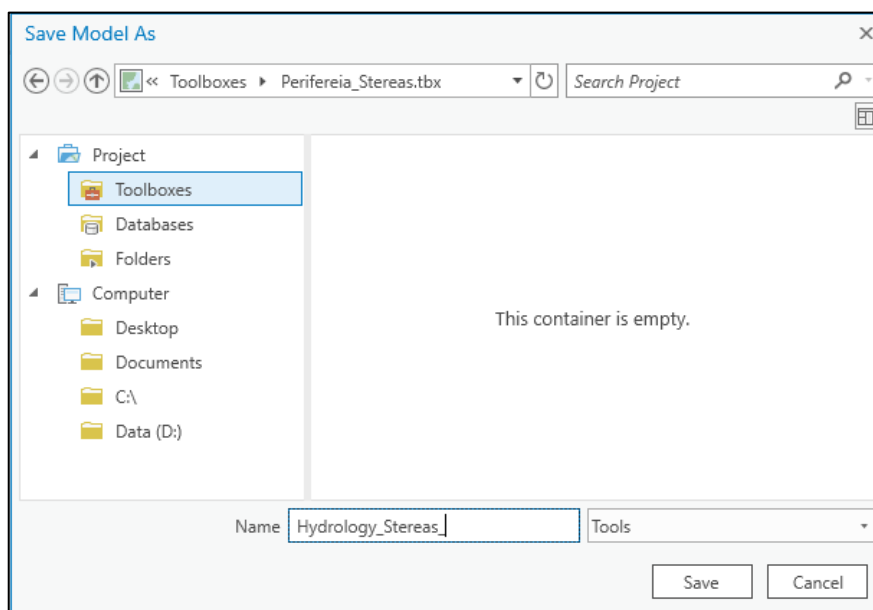 Save Model As
« Toolboxes Perifereia_Stereas.tbx Search Project
Project
Toolboxes
Databases
Folders
Computer
Desktop
Documents
C:\
Data (D:)
This container is empty.
Name Hydrology_Stereas_ Tools
Save Cancel